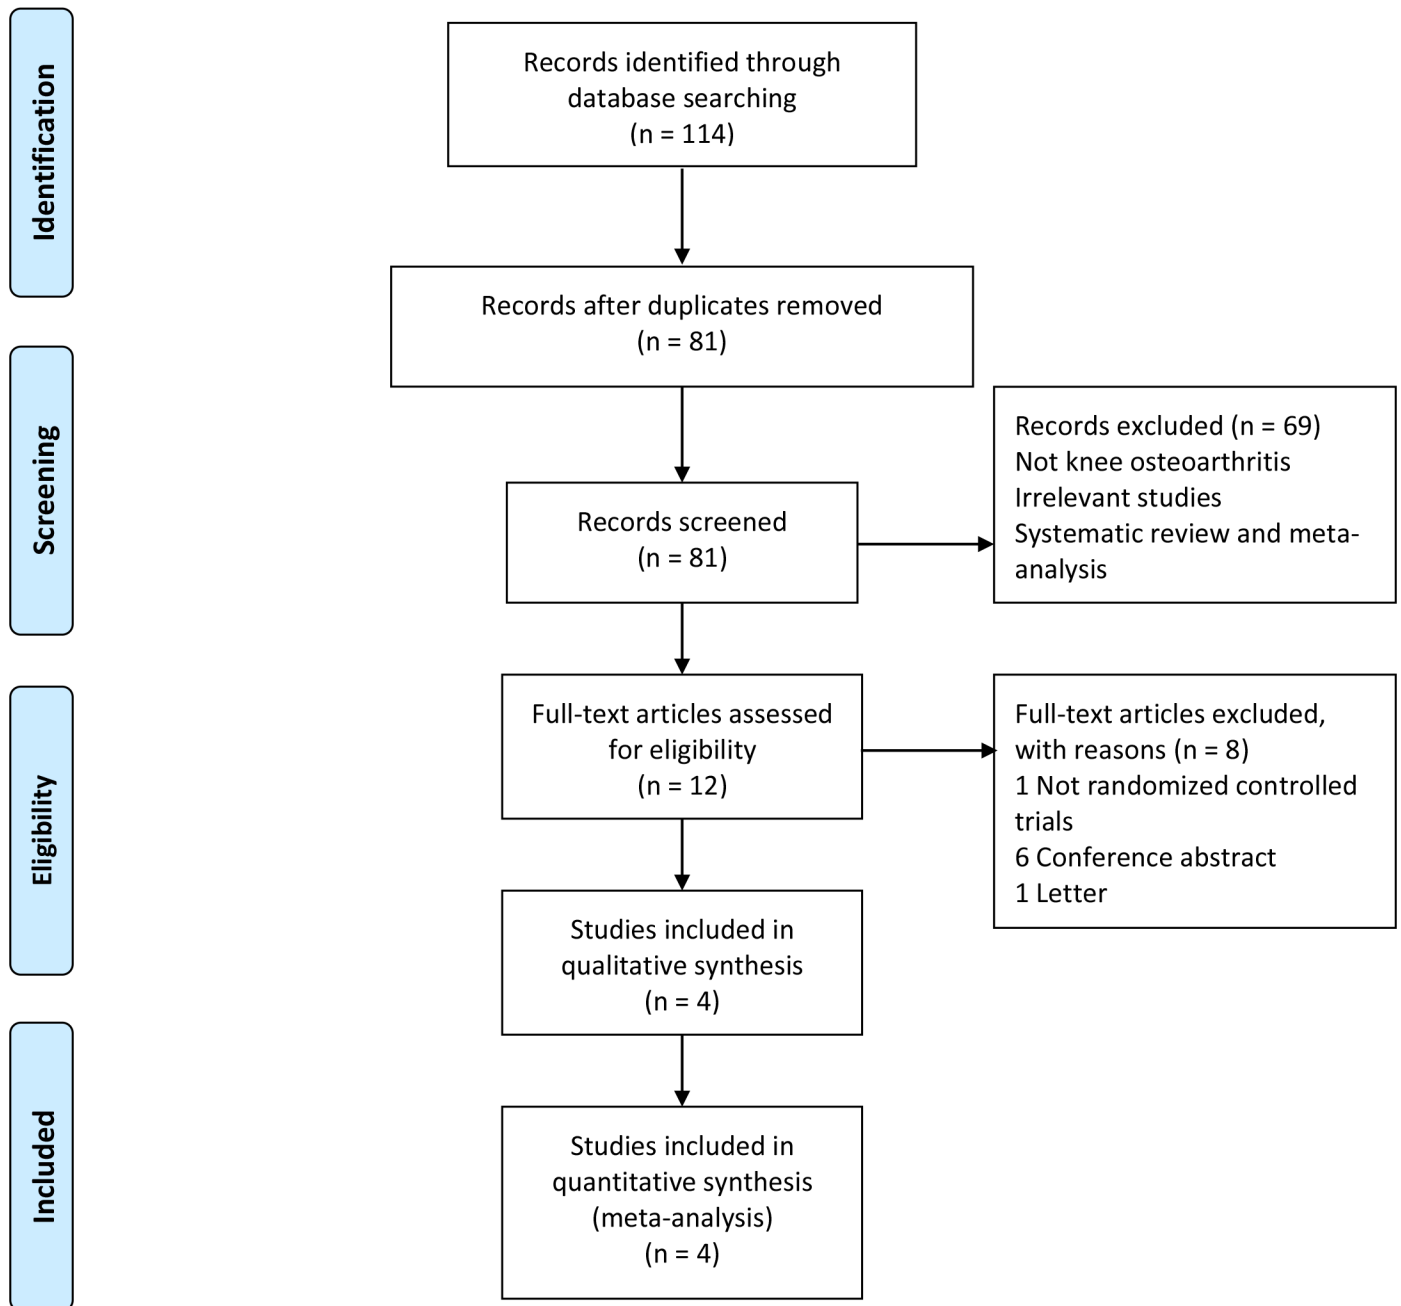 Identification
Records identified through
database searching
(n = 114)
Records after duplicates removed
(n = 81)
Screening
Records screened
(n = 81)
Records excluded (n = 69)
Not knee osteoarthritis
Irrelevant studies
Systematic review and meta-
analysis
Eligibility
Full-text articles assessed
for eligibility
(n = 12)
Full-text articles excluded,
with reasons (n = 8)
1 Not randomized controlled
trials
6 Conference abstract
1 Letter
Studies included in
qualitative synthesis
(n = 4)
Included
Studies included in
quantitative synthesis
(meta-analysis)
(n = 4)